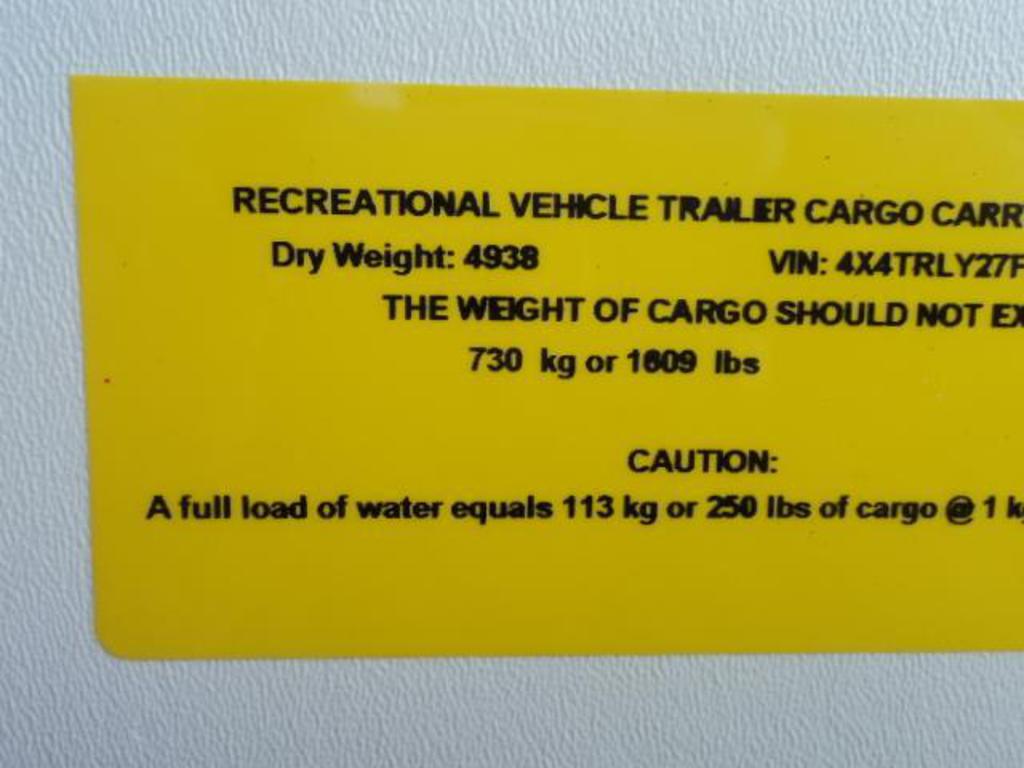 RECREATIONAL VEHICLE TRAILER CARGO CARR
Dry Weight: 4938 VIN: 4X4TRLY27F
THE WEIGHT OF CARGO SHOULD NOT EX
730 kg or 1609 lbs
CAUTION:
A full load of water equals 113 kg or 250 lbs of cargo @ 1 kg